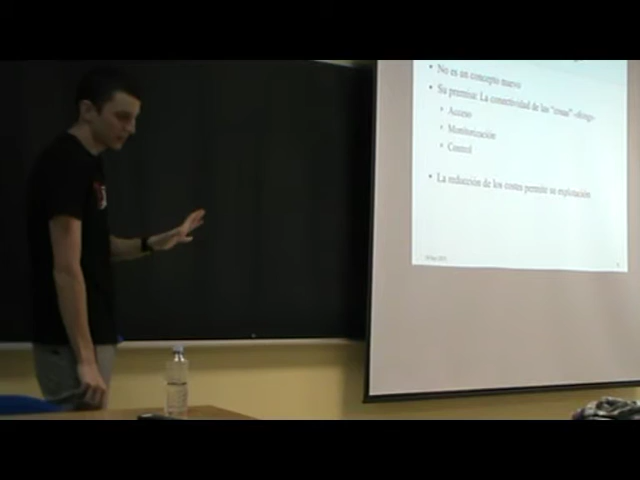 • No es un concepto nuevo
• Su premisa: La conectividad de las "cosas" «thing»
• Acceso
• Monitorización
• Control
• La reducción de los costes permite su explotación